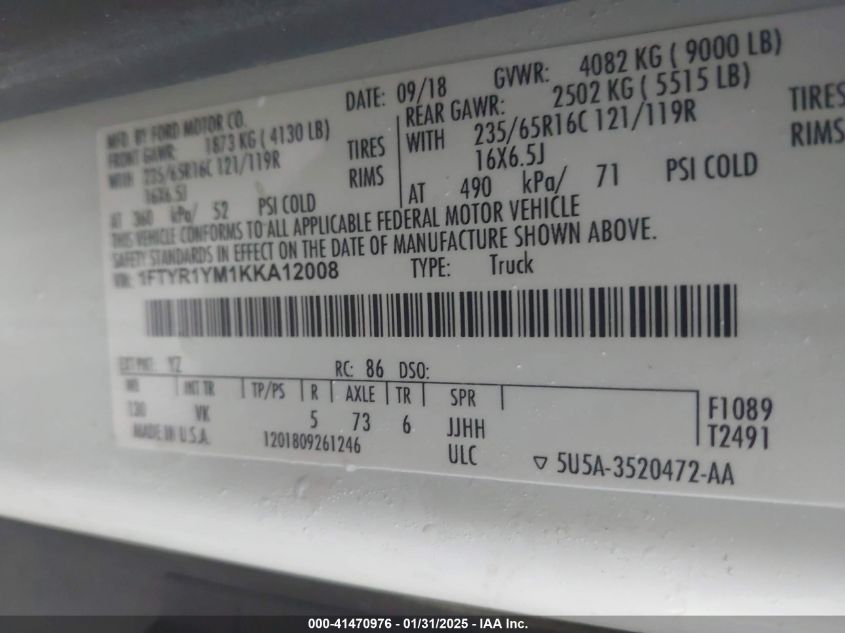 MFD. BY FORD MOTOR CO.
DATE: 09/18
GVWR: 4082 KG ( 9000 LB)
FRONT GAWR: 1873 KG ( 4130 LB)
REAR GAWR: 2502 KG ( 5515 LB)
WITH 235/65R16C 121/119R TIRES
WITH 235/65R16C 121/119R TIRES
16X6.5J RIMS
16X6.5J RIMS
AT 360 kPa/ 52 PSI COLD
AT 490 kPa/ 71 PSI COLD
THIS VEHICLE CONFORMS TO ALL APPLICABLE FEDERAL MOTOR VEHICLE
SAFETY STANDARDS IN EFFECT ON THE DATE OF MANUFACTURE SHOWN ABOVE.
VIN: 1FTYR1YM1KKA12008 TYPE: Truck
EXT PNT: YZ RC: 86 DSO:
WB INT TR TP/PS R AXLE TR SPR F1089
130 VK 5 73 6 JJHH T2491
MADE IN U.S.A. 1201809261246 ULC ▽ 5U5A-3520472-AA
000-41470976 - 01/31/2025 - IAA Inc.